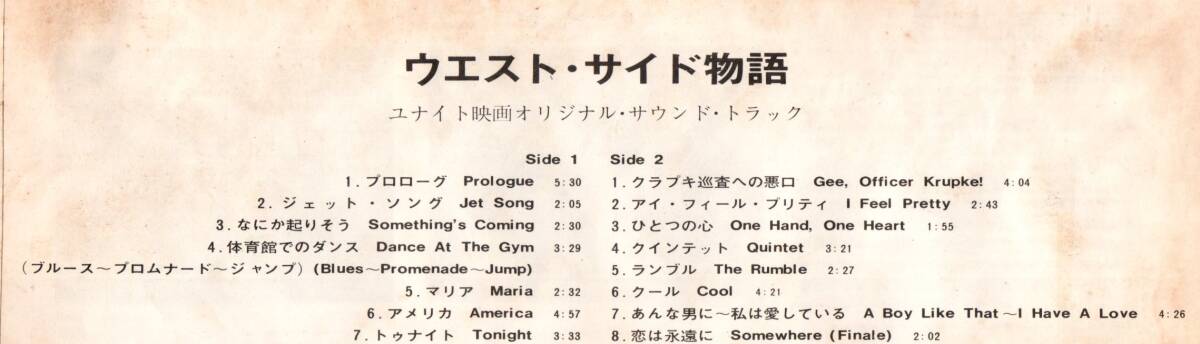 ウエスト・サイド物語
ユナイト映画オリジナル・サウンド・トラック
Side 1
1.プロローグ Prologue 5:30
2.ジェット・ソング Jet Song 2:05
3.なにか起りそう Something's Coming 2:30
4.体育館でのダンス Dance At The Gym 3:29
(ブルース～プロムナード～ジャンプ)(Blues～Promenade～Jump)
5.マリア Maria 2:32
6.アメリカ America 4:57
7.トゥナイト Tonight 3:33
Side 2
1.クラプキ巡査への悪口 Gee, Officer Krupke! 4:04
2.アイ・フィール・プリティ I Feel Pretty 2:43
3.ひとつの心 One Hand, One Heart 1:55
4.クインテット Quintet 3:21
5.ランブル The Rumble 2:27
6.クール Cool 4:21
7.あんな男に～私は愛している A Boy Like That～I Have A Love 4:26
8.恋は永遠に Somewhere (Finale) 2:02